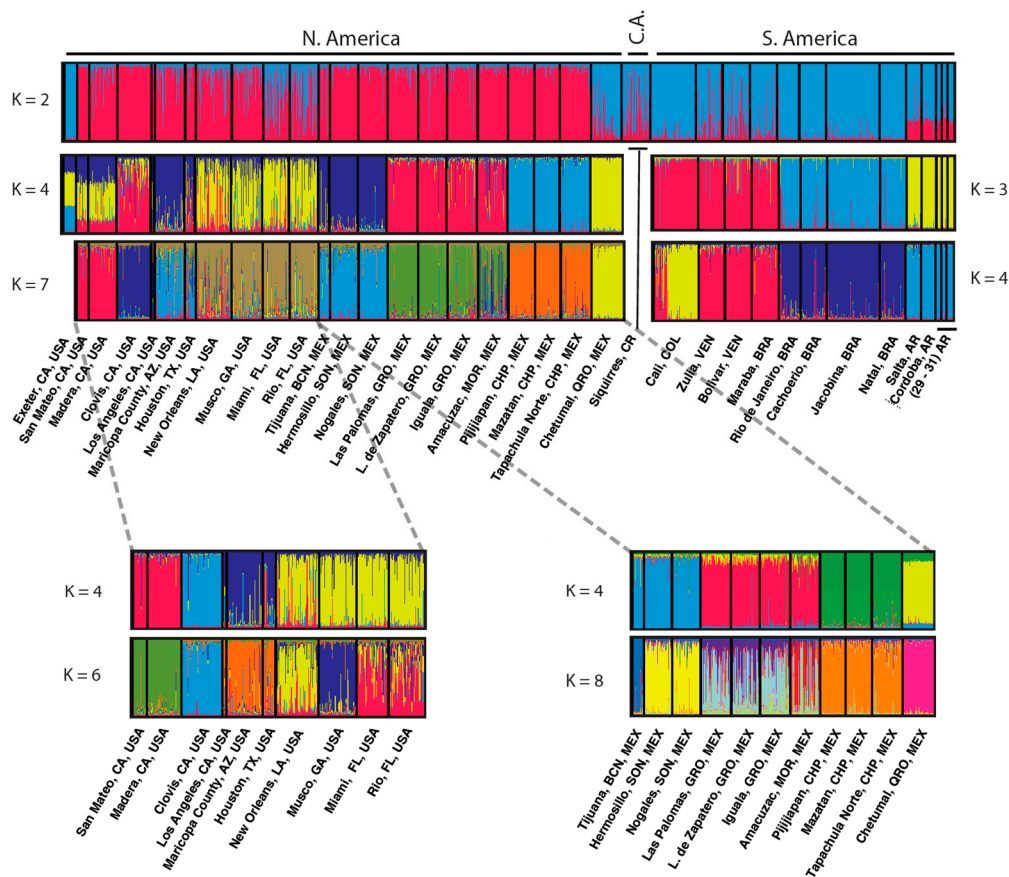 N. America
C.A.
S. America
K = 2
K = 4
K = 3
K = 7
K = 4
Exeter, CA, USA
San Mateo, CA, USA
Madera, CA, USA
Clovis, CA, USA
Los Angeles, CA, USA
Maricopa County, AZ, USA
Houston, TX, USA
New Orleans, LA, USA
Musco, GA, USA
Miami, FL, USA
Rio, FL, USA
Tijuana, BCN, MEX
Hermosillo, SON, MEX
Nogales, SON, MEX
Las Palomas, GRO, MEX
L. de Zapatero, GRO, MEX
Iguala, GRO, MEX
Amacuzac, MOR, MEX
Pijijiapan, CHP, MEX
Mazatan, CHP, MEX
Tapachula Norte, CHP, MEX
Chetumal, QRO, MEX
Siquirres, CR
Cali, COL
Zulia, VEN
Bolivar, VEN
Maraba, BRA
Rio de Janeiro, BRA
Cachoerio, BRA
Jacobina, BRA
Natal, BRA
Salta, AR
Cordoba, AR
(29 - 31) AR
K = 4
K = 4
K = 6
K = 8
San Mateo, CA, USA
Madera, CA, USA
Clovis, CA, USA
Los Angeles, CA, USA
Maricopa County, AZ, USA
Houston, TX, USA
New Orleans, LA, USA
Musco, GA, USA
Miami, FL, USA
Rio, FL, USA
Tijuana, BCN, MEX
Hermosillo, SON, MEX
Nogales, SON, MEX
Las Palomas, GRO, MEX
L. de Zapatero, GRO, MEX
Iguala, GRO, MEX
Amacuzac, MOR, MEX
Pijijiapan, CHP, MEX
Mazatan, CHP, MEX
Tapachula Norte, CHP, MEX
Chetumal, QRO, MEX